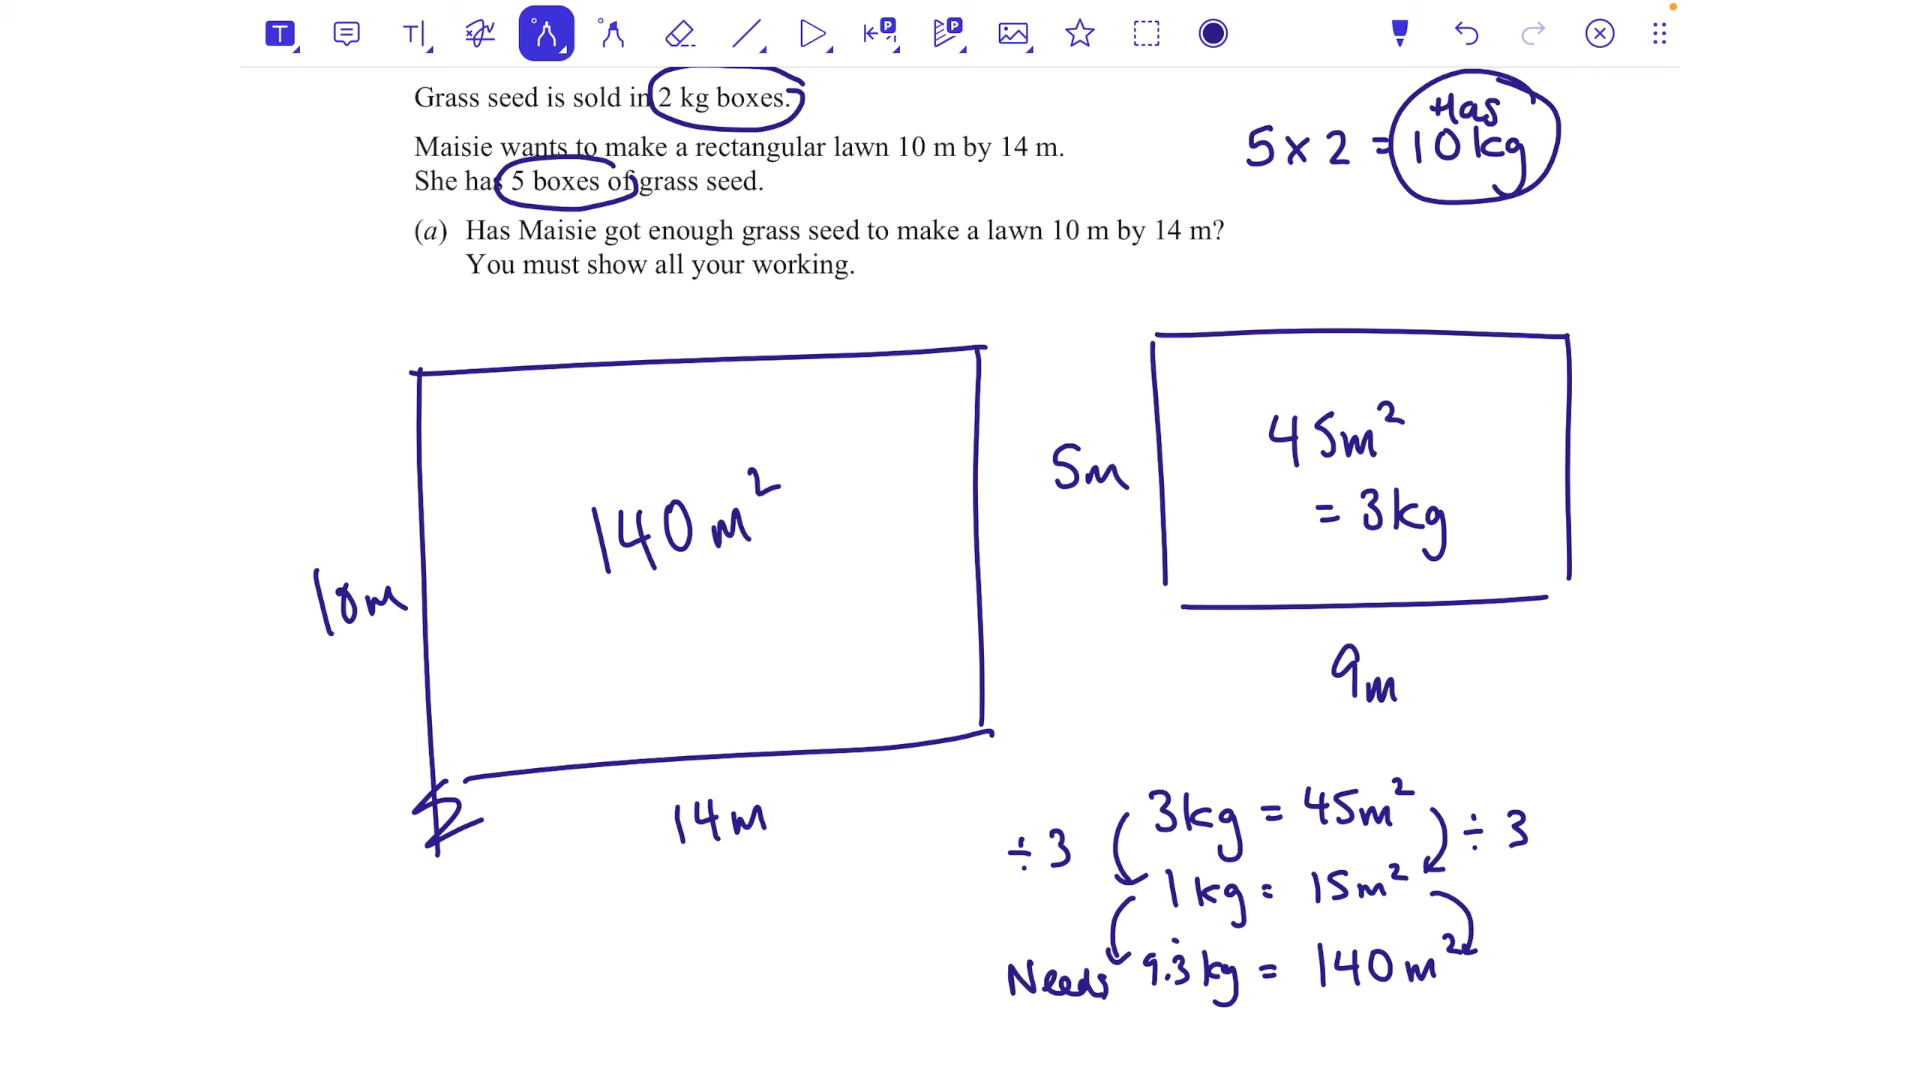 Grass seed is sold in 2 kg boxes.
Maisie wants to make a rectangular lawn 10 m by 14 m.
She has 5 boxes of grass seed.
5 × 2 = 10 kg
Has
(a) Has Maisie got enough grass seed to make a lawn 10 m by 14 m?
You must show all your working.
140 m²
10m
14m
5m
45m²
= 3kg
9m
÷3 3kg = 45m² ÷ 3
1kg = 15m²
Needs 9.3̇ kg = 140 m²